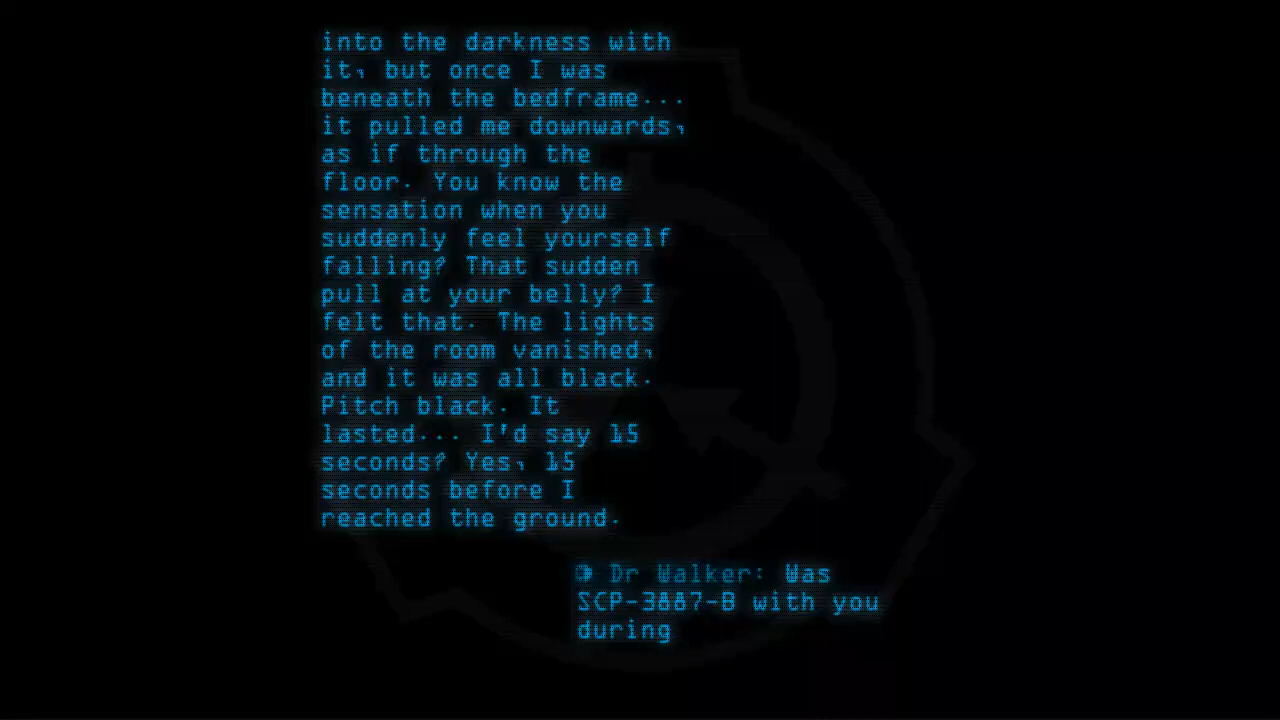 into the darkness with
it, but once I was
beneath the bedframe...
it pulled me downwards,
as if through the
floor. You know the
sensation when you
suddenly feel yourself
falling? That sudden
pull at your belly? I
felt that. The lights
of the room vanished,
and it was all black.
Pitch black. It
lasted... I'd say 15
seconds? Yes, 15
seconds before I
reached the ground.
Dr Walker: Was
SCP-3887-B with you
during